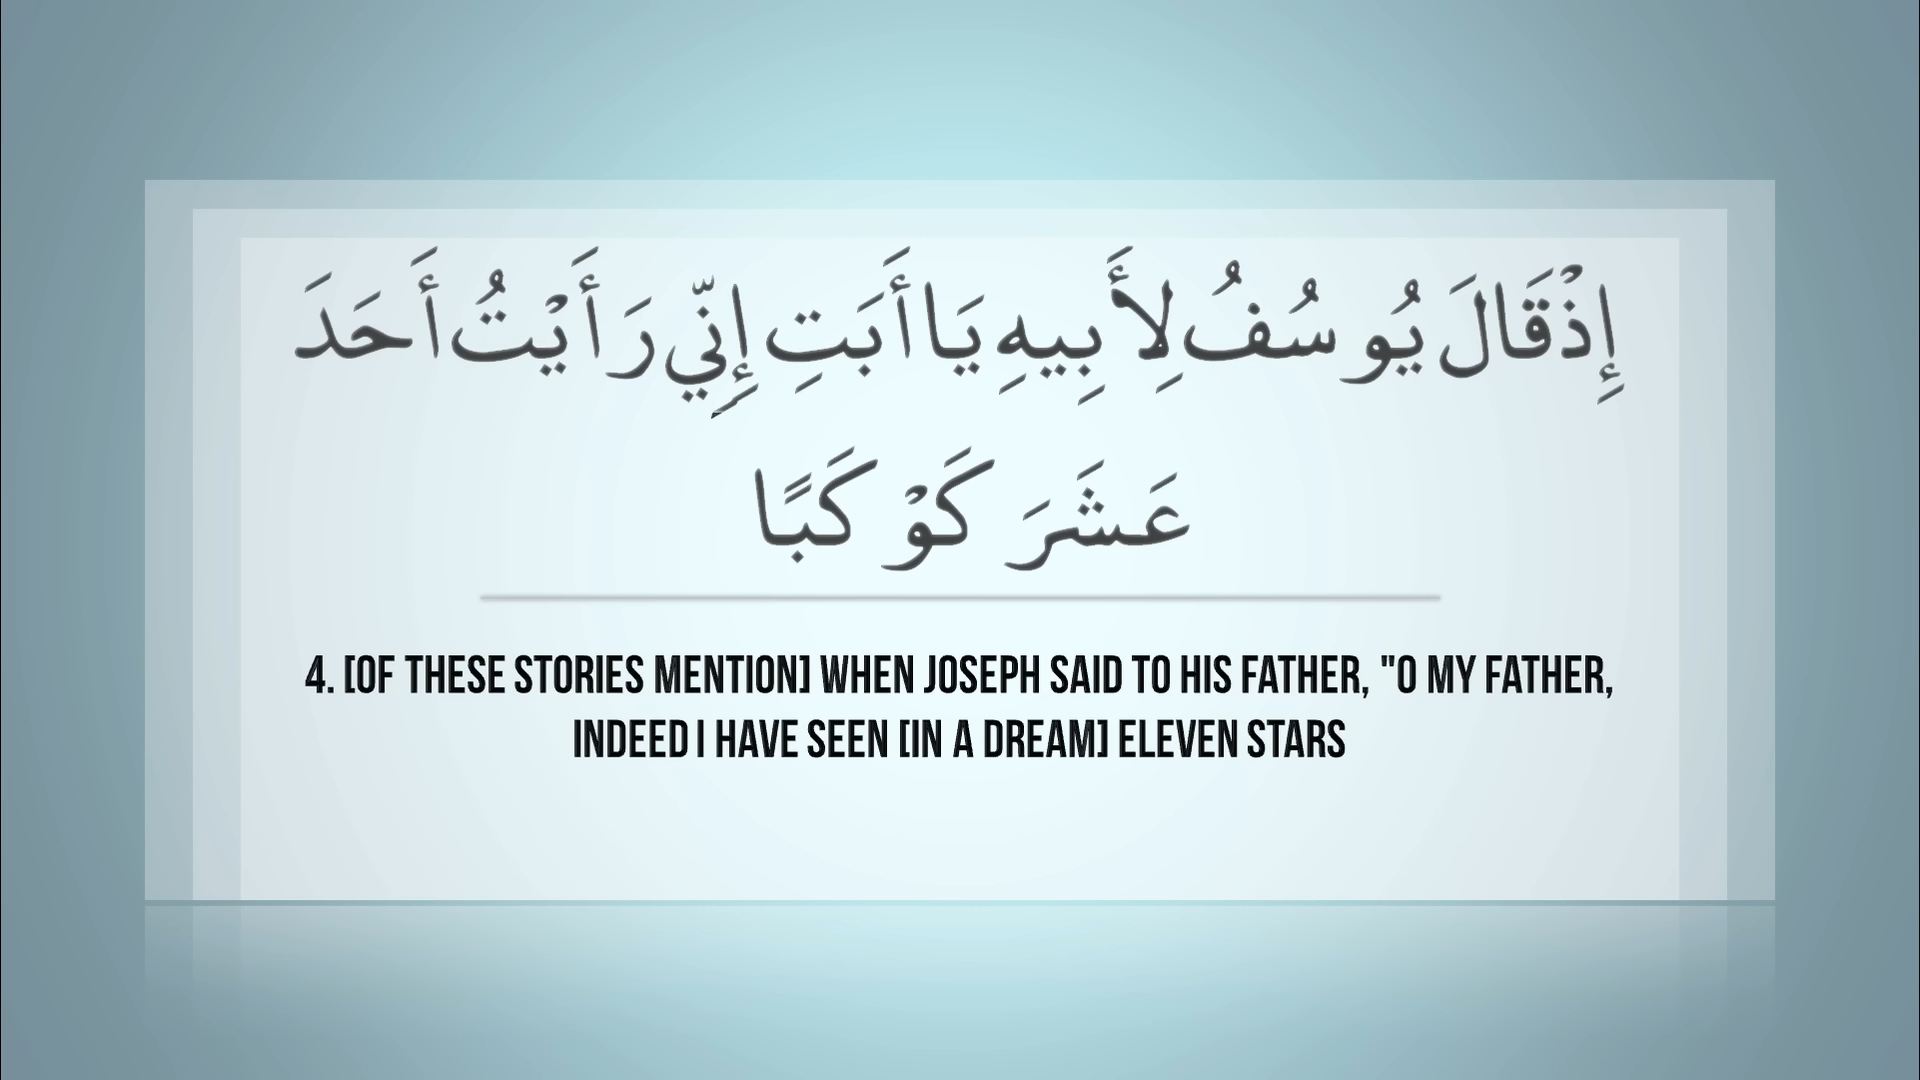 إِذْ قَالَ يُوسُفُ لِأَبِيهِ يَا أَبَتِ إِنِّي رَأَيْتُ أَحَدَ
عَشَرَ كَوْكَبًا
4. [OF THESE STORIES MENTION] WHEN JOSEPH SAID TO HIS FATHER, "O MY FATHER,
INDEED I HAVE SEEN [IN A DREAM] ELEVEN STARS